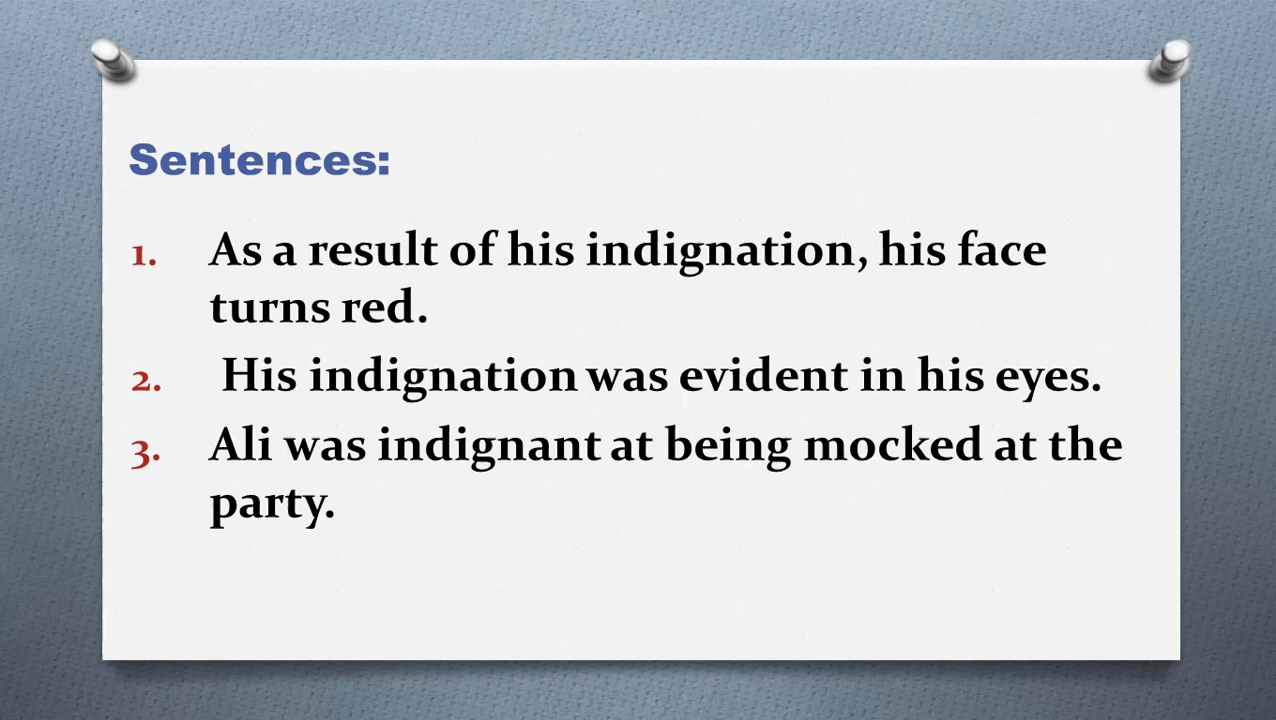 Sentences:
1. As a result of his indignation, his face
turns red.
2. His indignation was evident in his eyes.
3. Ali was indignant at being mocked at the
party.